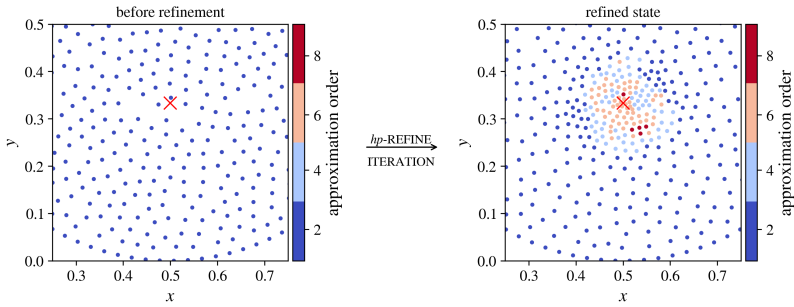 before refinement
0.5
0.4
0.3
0.2
0.1
0.0
y
0.3 0.4 0.5 0.6 0.7
x
8
6
4
2
approximation order
hp-REFINE
ITERATION
refined state
0.5
0.4
0.3
0.2
0.1
0.0
y
0.3 0.4 0.5 0.6 0.7
x
8
6
4
2
approximation order